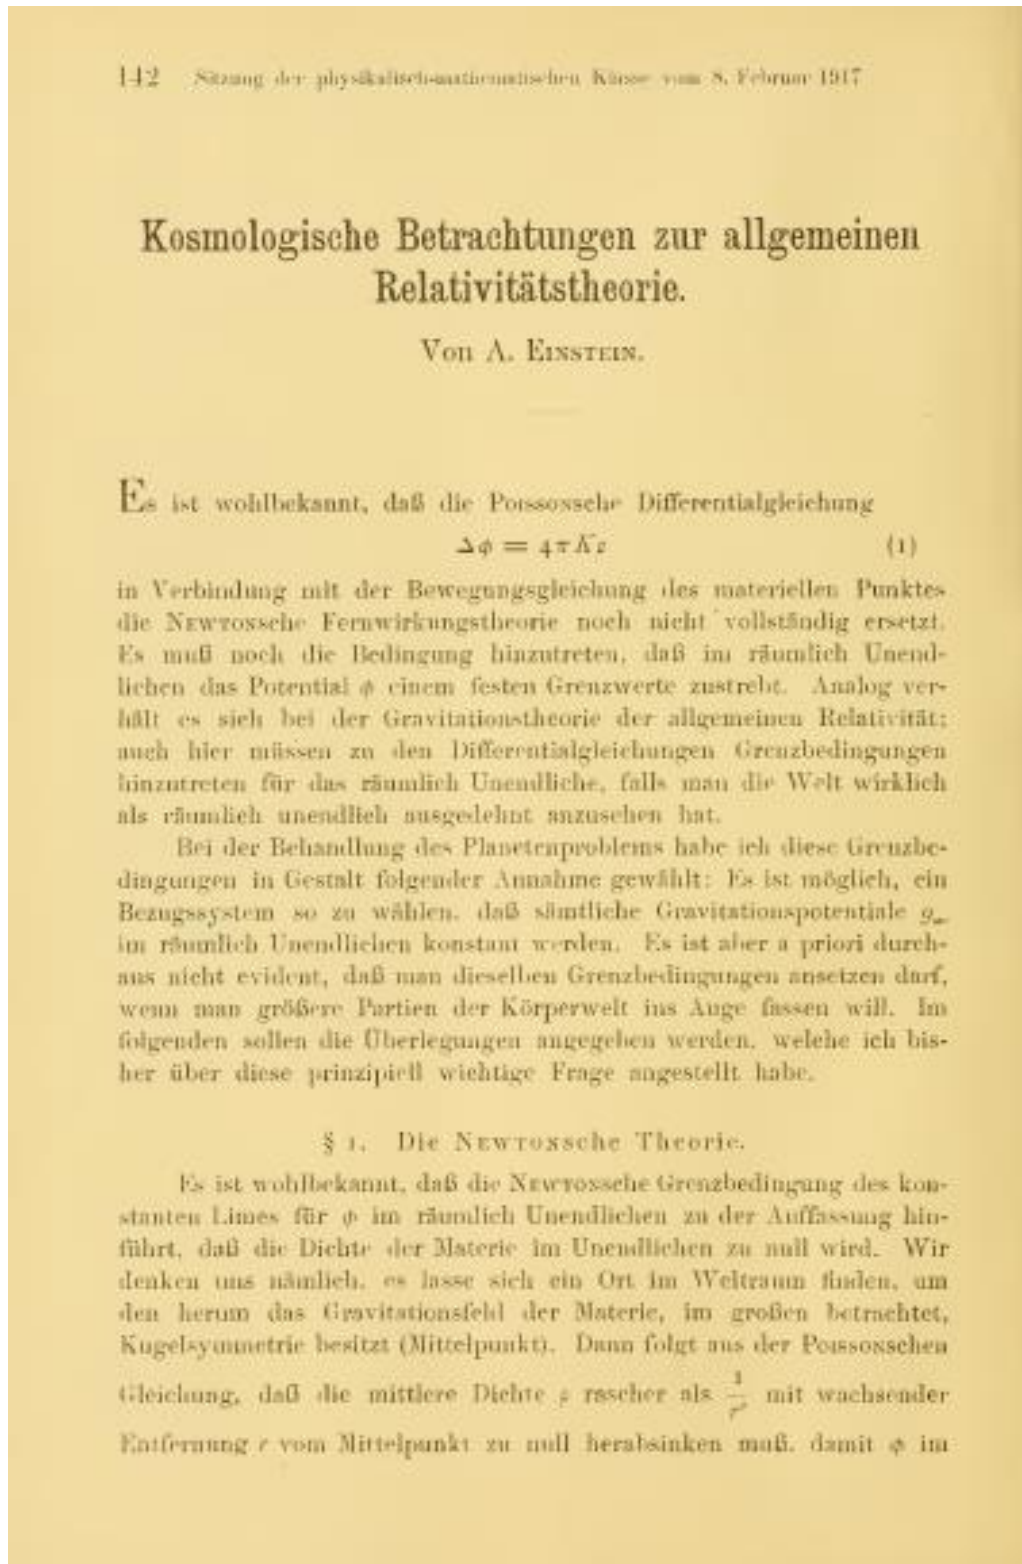 142 Sitzung der physikalisch-mathematischen Klasse vom 8. Februar 1917
Kosmologische Betrachtungen zur allgemeinen
Relativitätstheorie.
Von A. Einstein.
Es ist wohlbekannt, daß die Poissonsche Differentialgleichung
Δφ = 4πKρ (1)
in Verbindung mit der Bewegungsgleichung des materiellen Punktes
die Newtonsche Fernwirkungstheorie noch nicht vollständig ersetzt.
Es muß noch die Bedingung hinzutreten, daß im räumlich Unend-
lichen das Potential φ einem festen Grenzwerte zustrebt. Analog ver-
hält es sich bei der Gravitationstheorie der allgemeinen Relativität;
auch hier müssen zu den Differentialgleichungen Grenzbedingungen
hinzutreten für das räumlich Unendliche, falls man die Welt wirklich
als räumlich unendlich ausgedehnt anzusehen hat.
Bei der Behandlung des Planetenproblems habe ich diese Grenzbe-
dingungen in Gestalt folgender Annahme gewählt: Es ist möglich, ein
Bezugssystem so zu wählen, daß sämtliche Gravitationspotentiale g
im räumlich Unendlichen konstant werden. Es ist aber a priori durch-
aus nicht evident, daß man dieselben Grenzbedingungen ansetzen darf,
wenn man größere Partien der Körperwelt ins Auge fassen will. Im
folgenden sollen die Überlegungen angegeben werden, welche ich bis-
her über diese prinzipiell wichtige Frage angestellt habe.
§ 1. Die Newtonsche Theorie.
Es ist wohlbekannt, daß die Newtonsche Grenzbedingung des kon-
stanten Limes für φ im räumlich Unendlichen zu der Auffassung hin-
führt, daß die Dichte der Materie im Unendlichen zu null wird. Wir
denken uns nämlich, es lasse sich ein Ort im Weltraum finden, um
den herum das Gravitationsfeld der Materie, im großen betrachtet,
Kugelsymmetrie besitzt (Mittelpunkt). Dann folgt aus der Poissonschen
Gleichung, daß die mittlere Dichte ρ rascher als 1/r² mit wachsender
Entfernung r vom Mittelpunkt zu null herabsinken muß, damit φ im